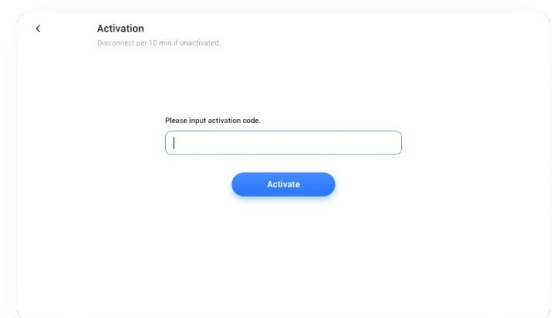 Activation
Disconnect per 10 min if unactivated.
Please input activation code.
Activate